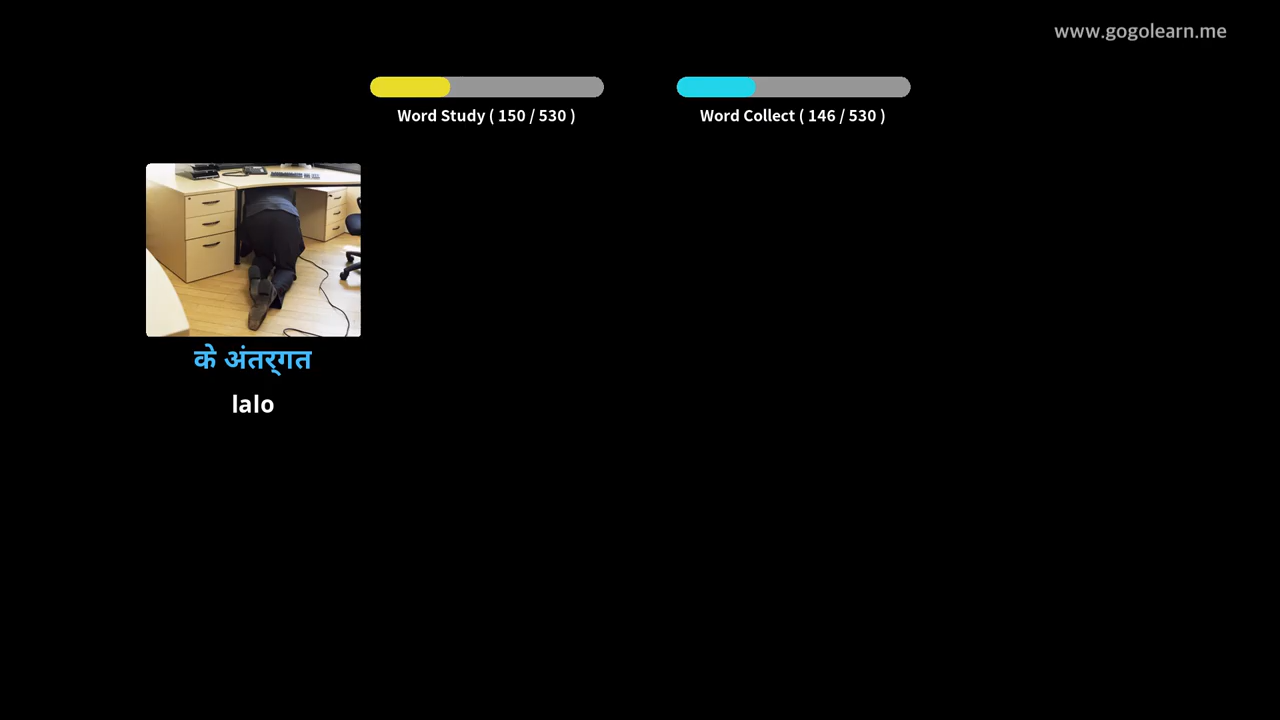 www.gogolearn.me
Word Study ( 150 / 530 )
Word Collect ( 146 / 530 )
के अंतर्गत
lalo